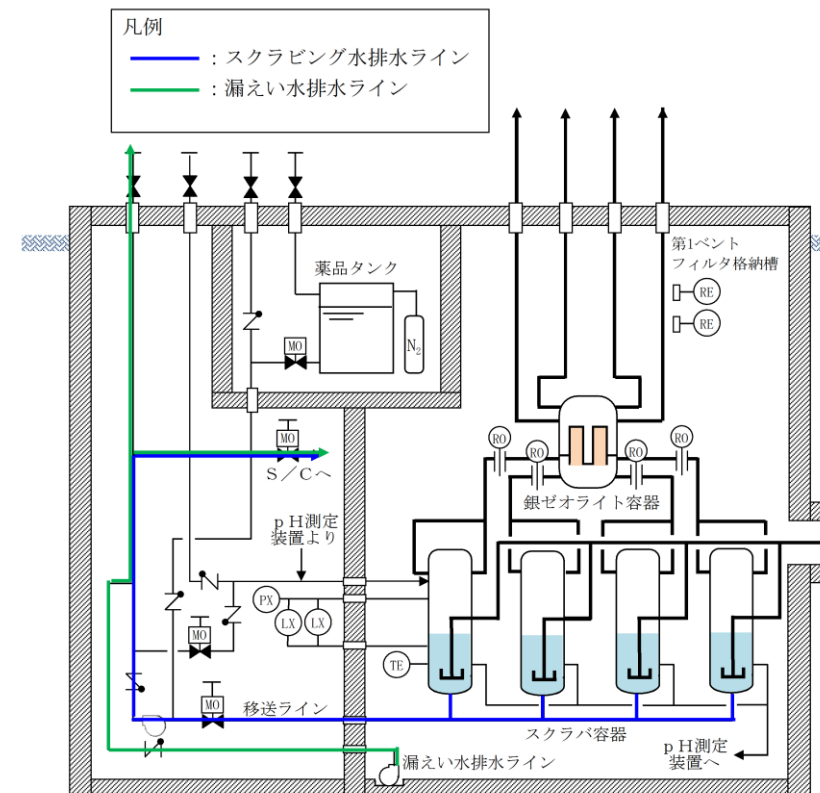 凡例
：スクラビング水排水ライン
：漏えい水排水ライン
第1ベント
フィルタ格納槽
RE
RE
薬品タンク
MO
N₂
MO
S／Cへ
RO
RO
RO
RO
銀ゼオライト容器
ｐＨ測定
装置より
PX
LX
LX
MO
TE
MO
移送ライン
スクラバ容器
漏えい水排水ライン
ｐＨ測定
装置へ